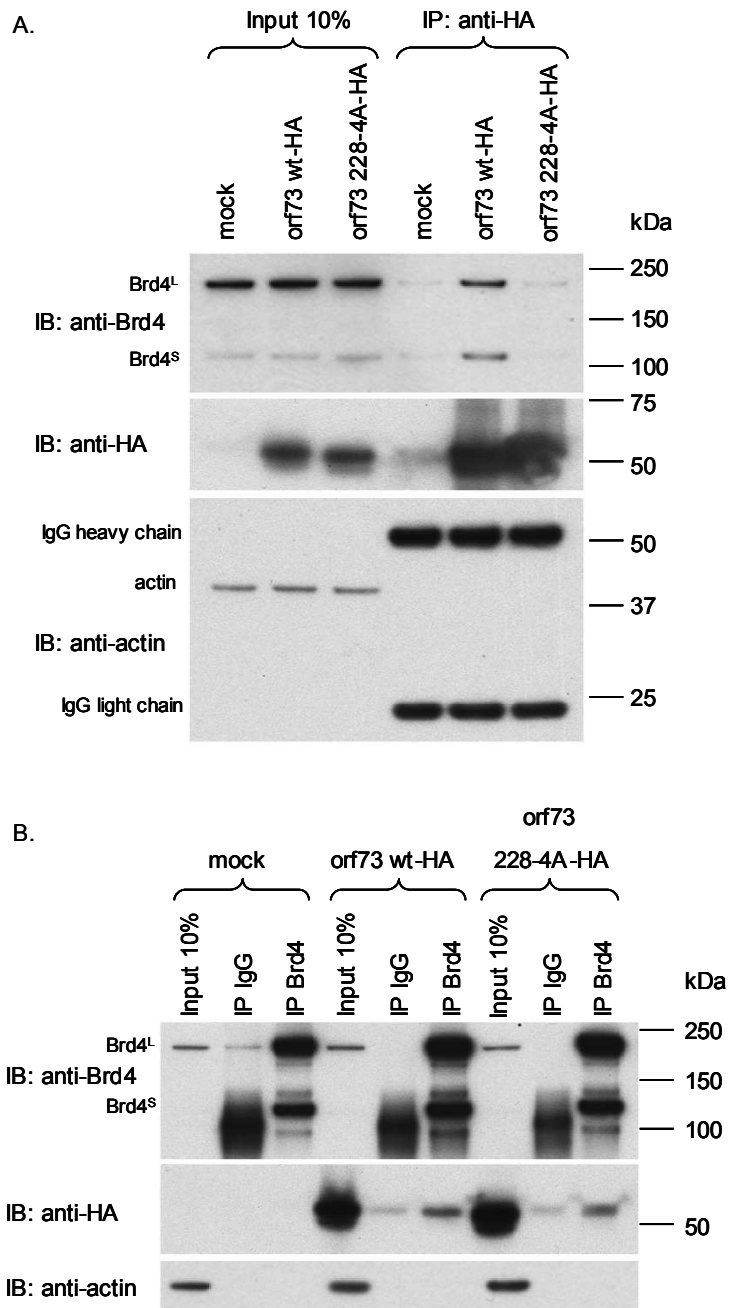 A.
Input 10%
IP: anti-HA
mock
orf73 wt-HA
orf73 228-4A-HA
mock
orf73 wt-HA
orf73 228-4A-HA
kDa
Brd4L
IB: anti-Brd4
Brd4S
250
150
100
IB: anti-HA
75
50
IgG heavy chain
actin
IB: anti-actin
IgG light chain
50
37
25
B.
mock
orf73 wt-HA
orf73
228-4A-HA
Input 10%
IP IgG
IP Brd4
Input 10%
IP IgG
IP Brd4
Input 10%
IP IgG
IP Brd4
kDa
Brd4L
IB: anti-Brd4
Brd4S
250
150
100
IB: anti-HA
50
IB: anti-actin